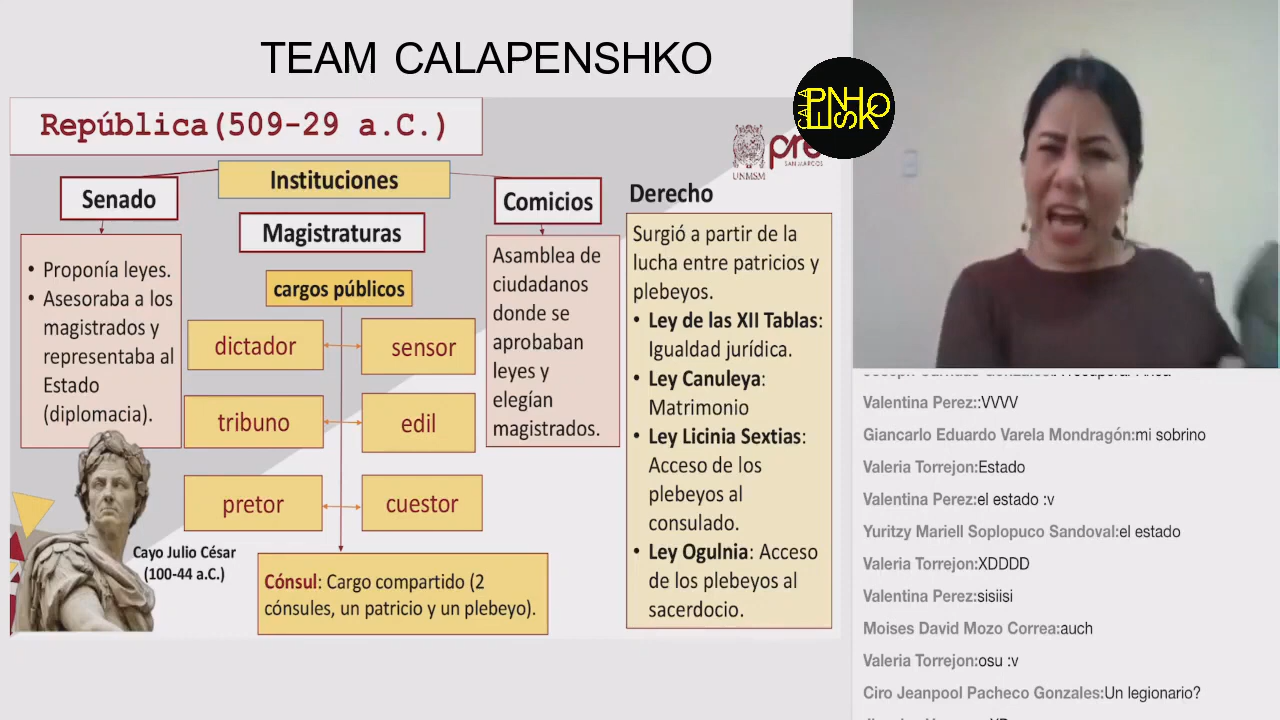 TEAM CALAPENSHKO
República(509-29 a.C.)
CALA
PENHSKO
UNMSM
pre
SAN MARCOS
Instituciones
Senado
Magistraturas
Comicios
Derecho
• Proponía leyes.
• Asesoraba a los
magistrados y
representaba al
Estado
(diplomacia).
cargos públicos
dictador
sensor
tribuno
edil
pretor
cuestor
Asamblea de
ciudadanos
donde se
aprobaban
leyes y
elegían
magistrados.
Surgió a partir de la
lucha entre patricios y
plebeyos.
• Ley de las XII Tablas:
Igualdad jurídica.
• Ley Canuleya:
Matrimonio
• Ley Licinia Sextias:
Acceso de los
plebeyos al
consulado.
• Ley Ogulnia: Acceso
de los plebeyos al
sacerdocio.
Cayo Julio César
(100-44 a.C.)
Cónsul: Cargo compartido (2
cónsules, un patricio y un plebeyo).
Valentina Perez::VVVV
Giancarlo Eduardo Varela Mondragón:mi sobrino
Valeria Torrejon:Estado
Valentina Perez:el estado :v
Yuritzy Mariell Soplopuco Sandoval:el estado
Valeria Torrejon:XDDDD
Valentina Perez:sisiisi
Moises David Mozo Correa:auch
Valeria Torrejon:osu :v
Ciro Jeanpool Pacheco Gonzales:Un legionario?